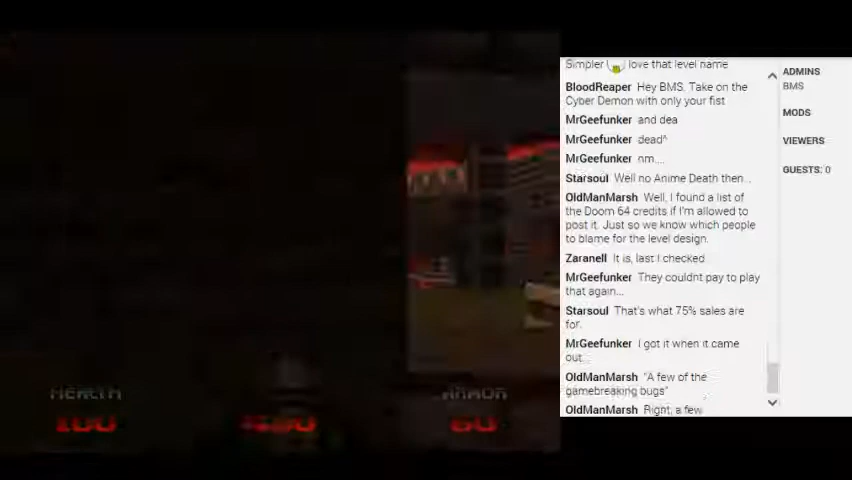 Simpler love that level name
BloodReaper Hey BMS. Take on the
Cyber Demon with only your fist
MrGeefunker and dea
MrGeefunker dead^
MrGeefunker nm....
Starsoul Well no Anime Death then...
OldManMarsh Well, I found a list of
the Doom 64 credits if I'm allowed to
post it. Just so we know which people
to blame for the level design.
Zaranell It is, last I checked
MrGeefunker They couldnt pay to play
that again...
Starsoul That's what 75% sales are
for.
MrGeefunker I got it when it came
out...
OldManMarsh "A few of the
gamebreaking bugs"
OldManMarsh Right, a few
ADMINS
BMS
MODS
VIEWERS
GUESTS: 0
HEALTH
100
ARMOR
60